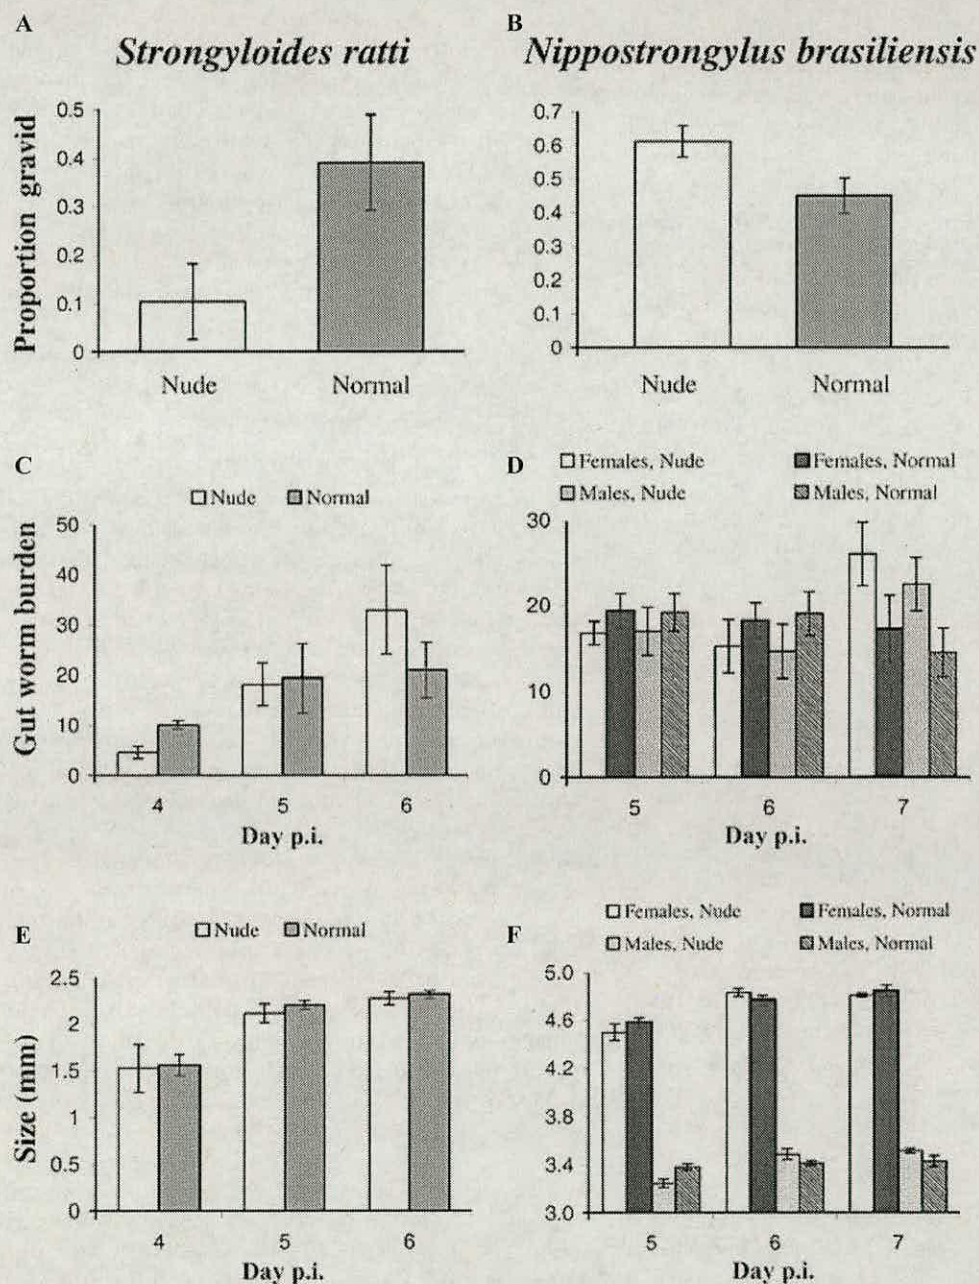 A
Strongyloides ratti
Proportion gravid
0.5
0.4
0.3
0.2
0.1
0
Nude Normal
B
Nippostrongylus brasiliensis
0.7
0.6
0.5
0.4
0.3
0.2
0.1
0
Nude Normal
C
Nude Normal
Gut worm burden
50
40
30
20
10
0
4 5 6
Day p.i.
D
Females, Nude Females, Normal
Males, Nude Males, Normal
30
20
10
0
5 6 7
Day p.i.
E
Nude Normal
Size (mm)
2.5
2
1.5
1
0.5
0
4 5 6
Day p.i.
F
Females, Nude Females, Normal
Males, Nude Males, Normal
5.0
4.6
4.2
3.8
3.4
3.0
5 6 7
Day p.i.